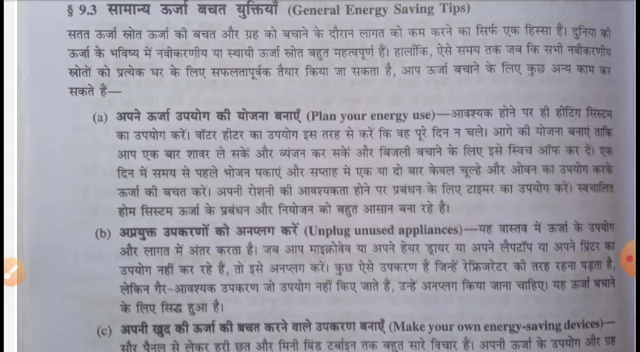 § 9.3 सामान्य ऊर्जा बचत युक्तियाँ (General Energy Saving Tips)
सतत ऊर्जा स्रोत ऊर्जा की बचत और ग्रह को बचाने के दौरान लागत को कम करने का सिर्फ एक हिस्सा है। दुनिया की
ऊर्जा के भविष्य में नवीकरणीय या स्थायी ऊर्जा स्रोत बहुत महत्वपूर्ण हैं। हालाँकि, ऐसे समय तक जब कि सभी नवीकरणीय
स्रोतों को प्रत्येक घर के लिए सफलतापूर्वक तैयार किया जा सकता है, आप ऊर्जा बचाने के लिए कुछ अन्य काम कर
सकते हैं—
(a) अपने ऊर्जा उपयोग की योजना बनाएँ (Plan your energy use)—आवश्यक होने पर ही हीटिंग सिस्टम
का उपयोग करें। वॉटर हीटर का उपयोग इस तरह से करें कि वह पूरे दिन न चले। आगे की योजना बनाएं ताकि
आप एक बार शावर ले सकें और व्यंजन कर सकें और बिजली बचाने के लिए इसे स्विच ऑफ कर दें। एक
दिन में समय से पहले भोजन पकाएं और सप्ताह में एक या दो बार केवल चूल्हे और ओवन का उपयोग करके
ऊर्जा की बचत करें। अपनी रोशनी की आवश्यकता होने पर प्रबंधन के लिए टाइमर का उपयोग करें। स्वचालित
होम सिस्टम ऊर्जा के प्रबंधन और नियोजन को बहुत आसान बना रहे हैं।
(b) अप्रयुक्त उपकरणों को अनप्लग करें (Unplug unused appliances)—यह वास्तव में ऊर्जा के उपयोग
और लागत में अंतर करता है। जब आप माइक्रोवेव या अपने हेयर ड्रायर या अपने लैपटॉप या अपने प्रिंटर का
उपयोग नहीं कर रहे हैं, तो इसे अनप्लग करें। कुछ ऐसे उपकरण हैं जिन्हें रेफ्रिजरेटर की तरह रहना पड़ता है,
लेकिन गैर–आवश्यक उपकरण जो उपयोग नहीं किए जाते हैं, उन्हें अनप्लग किया जाना चाहिए। यह ऊर्जा बचाने
के लिए सिद्ध हुआ है।
(c) अपनी खुद की ऊर्जा की बचत करने वाले उपकरण बनाएँ (Make your own energy-saving devices)—
सौर पैनल से लेकर हरी छत और मिनी विंड टर्बाइन तक बहुत सारे विचार हैं। अपनी ऊर्जा के उपयोग और ग्रह